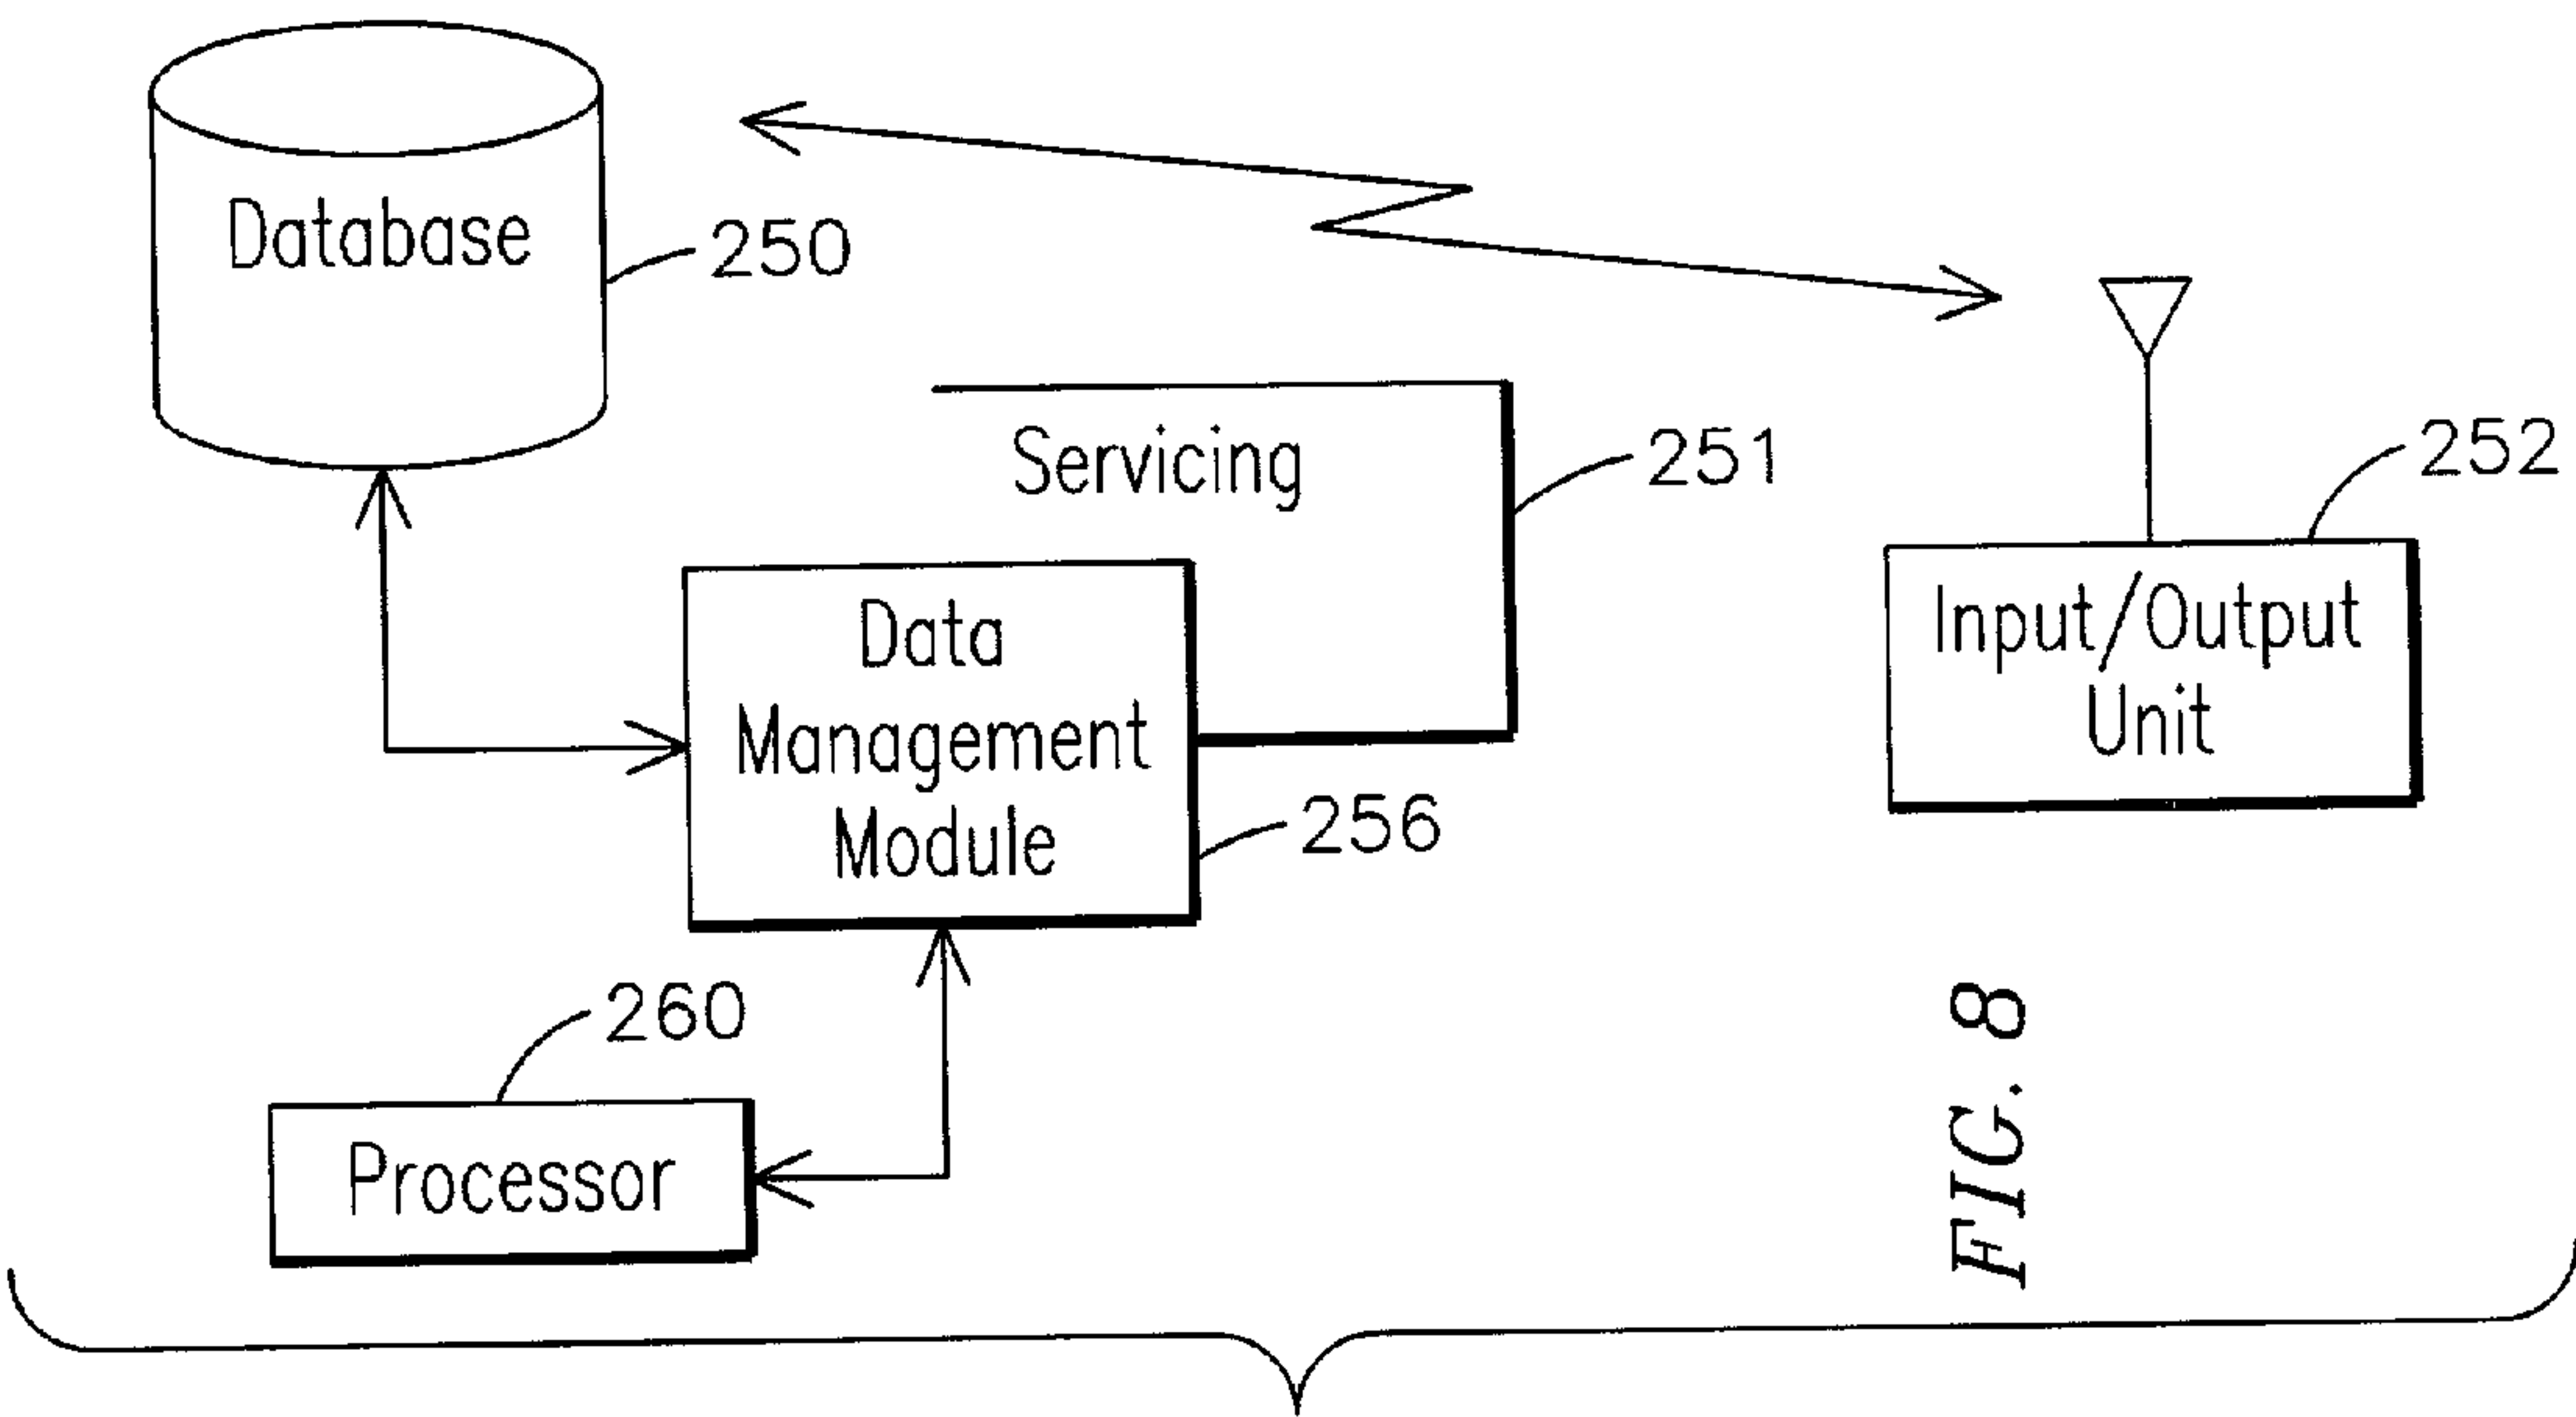 Database
250
Servicing
251
252
Input/Output
Unit
Data
Management
Module
256
260
Processor
FIG. 8